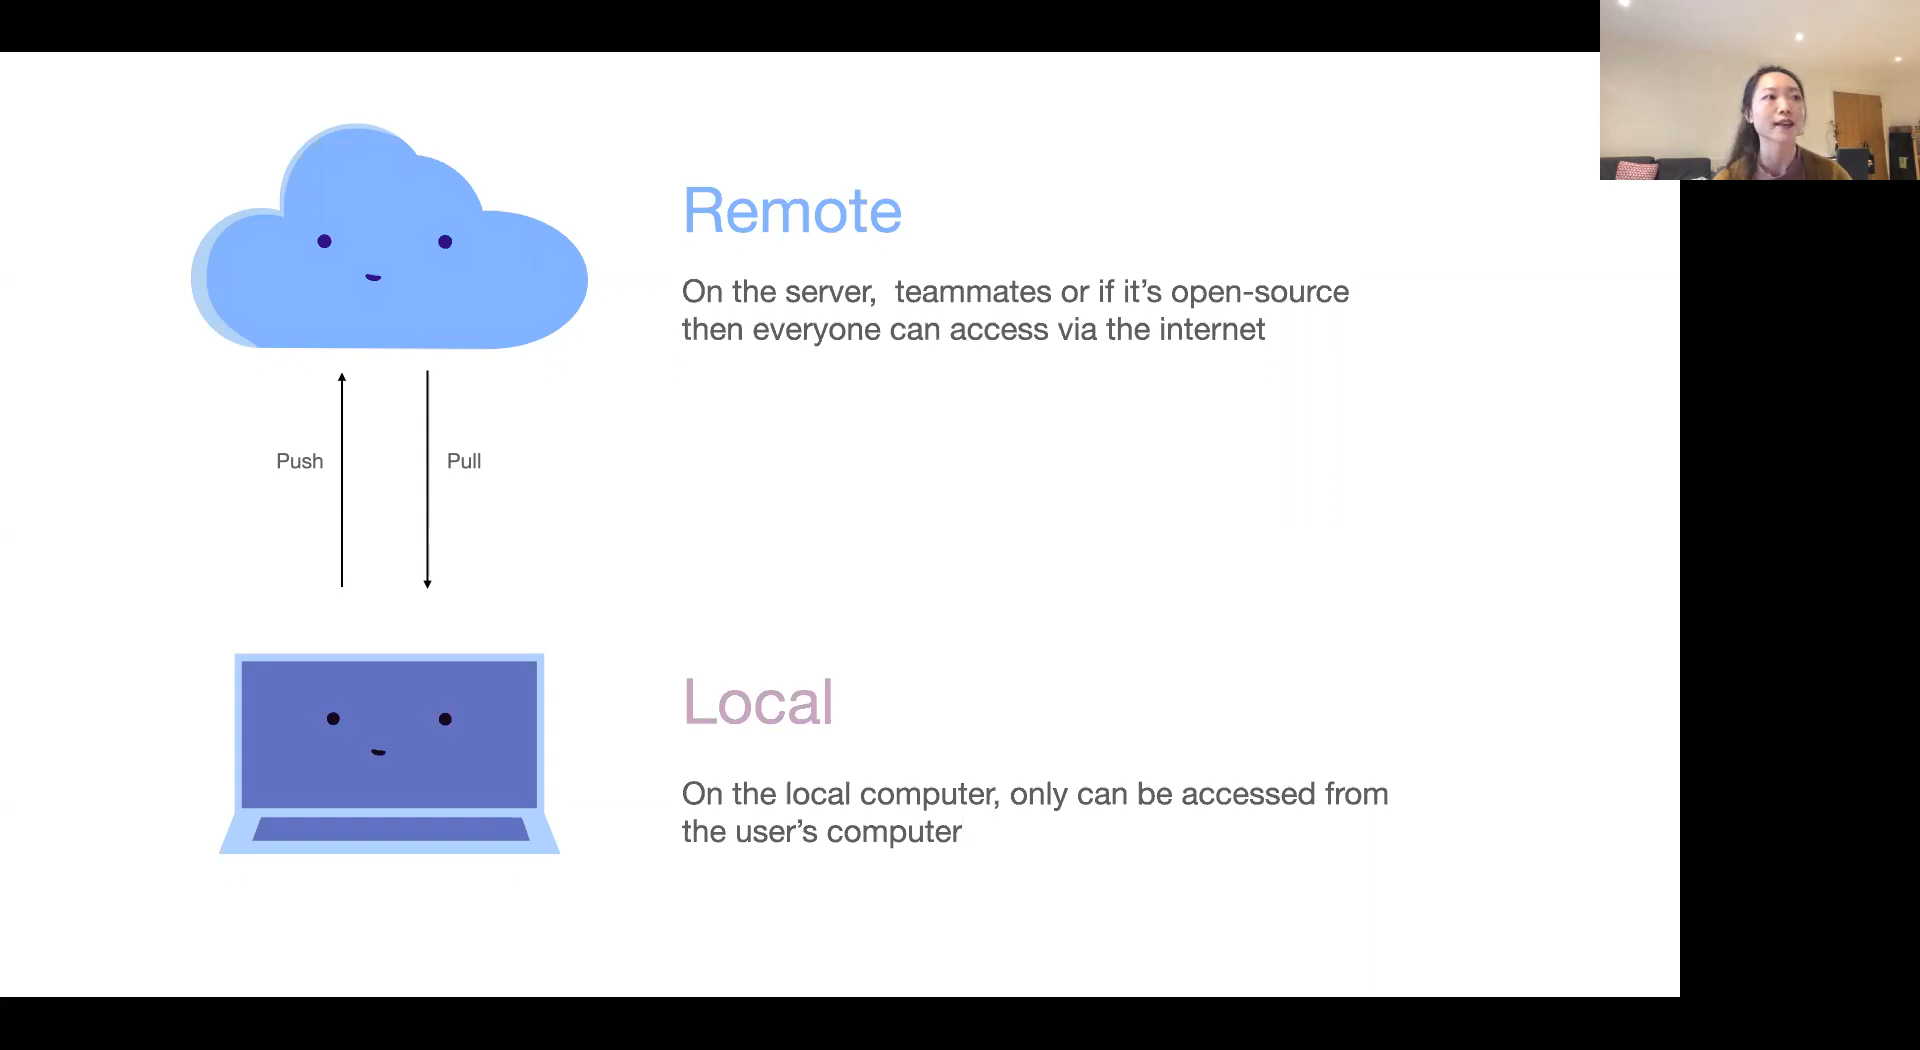 Remote
On the server,  teammates or if it’s open-source
then everyone can access via the internet
Push
Pull
Local
On the local computer, only can be accessed from
the user’s computer